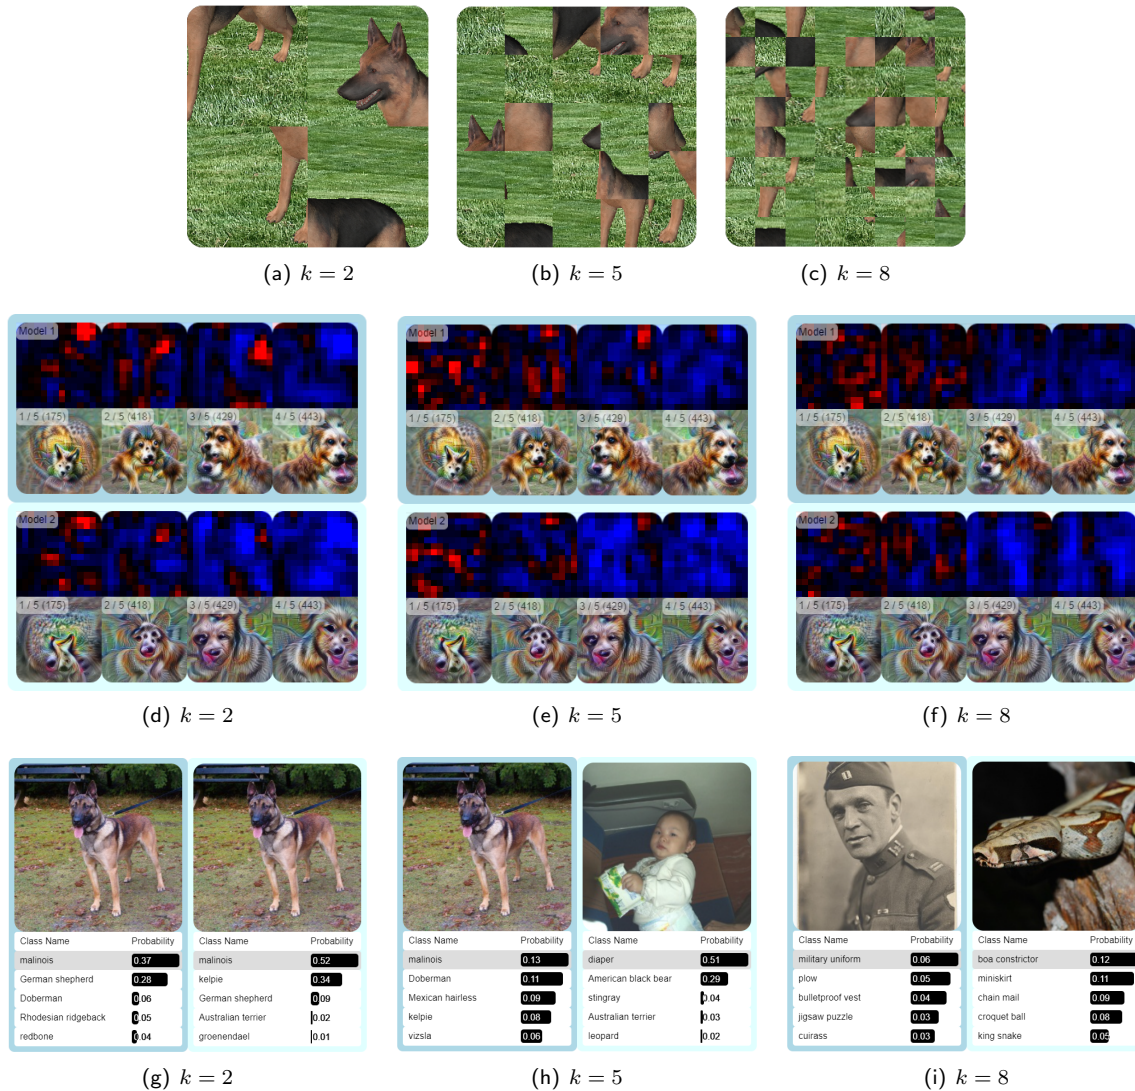 (a) k = 2
(b) k = 5
(c) k = 8
Model 1
1 / 5 (175) 2 / 5 (418) 3 / 5 (429) 4 / 5 (443)
Model 2
1 / 5 (175) 2 / 5 (418) 3 / 5 (429) 4 / 5 (443)
(d) k = 2
Model 1
1 / 5 (175) 2 / 5 (418) 3 / 5 (429) 4 / 5 (443)
Model 2
1 / 5 (175) 2 / 5 (418) 3 / 5 (429) 4 / 5 (443)
(e) k = 5
Model 1
1 / 5 (175) 2 / 5 (418) 3 / 5 (429) 4 / 5 (443)
Model 2
1 / 5 (175) 2 / 5 (418) 3 / 5 (429) 4 / 5 (443)
(f) k = 8
Class Name Probability
malinois 0.37
German shepherd 0.28
Doberman 0.06
Rhodesian ridgeback 0.05
redbone 0.04
Class Name Probability
malinois 0.52
kelpie 0.34
German shepherd 0.09
Australian terrier 0.02
groenendael 0.01
(g) k = 2
Class Name Probability
malinois 0.13
Doberman 0.11
Mexican hairless 0.09
kelpie 0.08
vizsla 0.06
Class Name Probability
diaper 0.51
American black bear 0.29
stingray 0.04
Australian terrier 0.03
leopard 0.02
(h) k = 5
Class Name Probability
military uniform 0.06
plow 0.05
bulletproof vest 0.04
jigsaw puzzle 0.03
cuirass 0.03
Class Name Probability
boa constrictor 0.12
miniskirt 0.11
chain mail 0.09
croquet ball 0.08
king snake 0.05
(i) k = 8